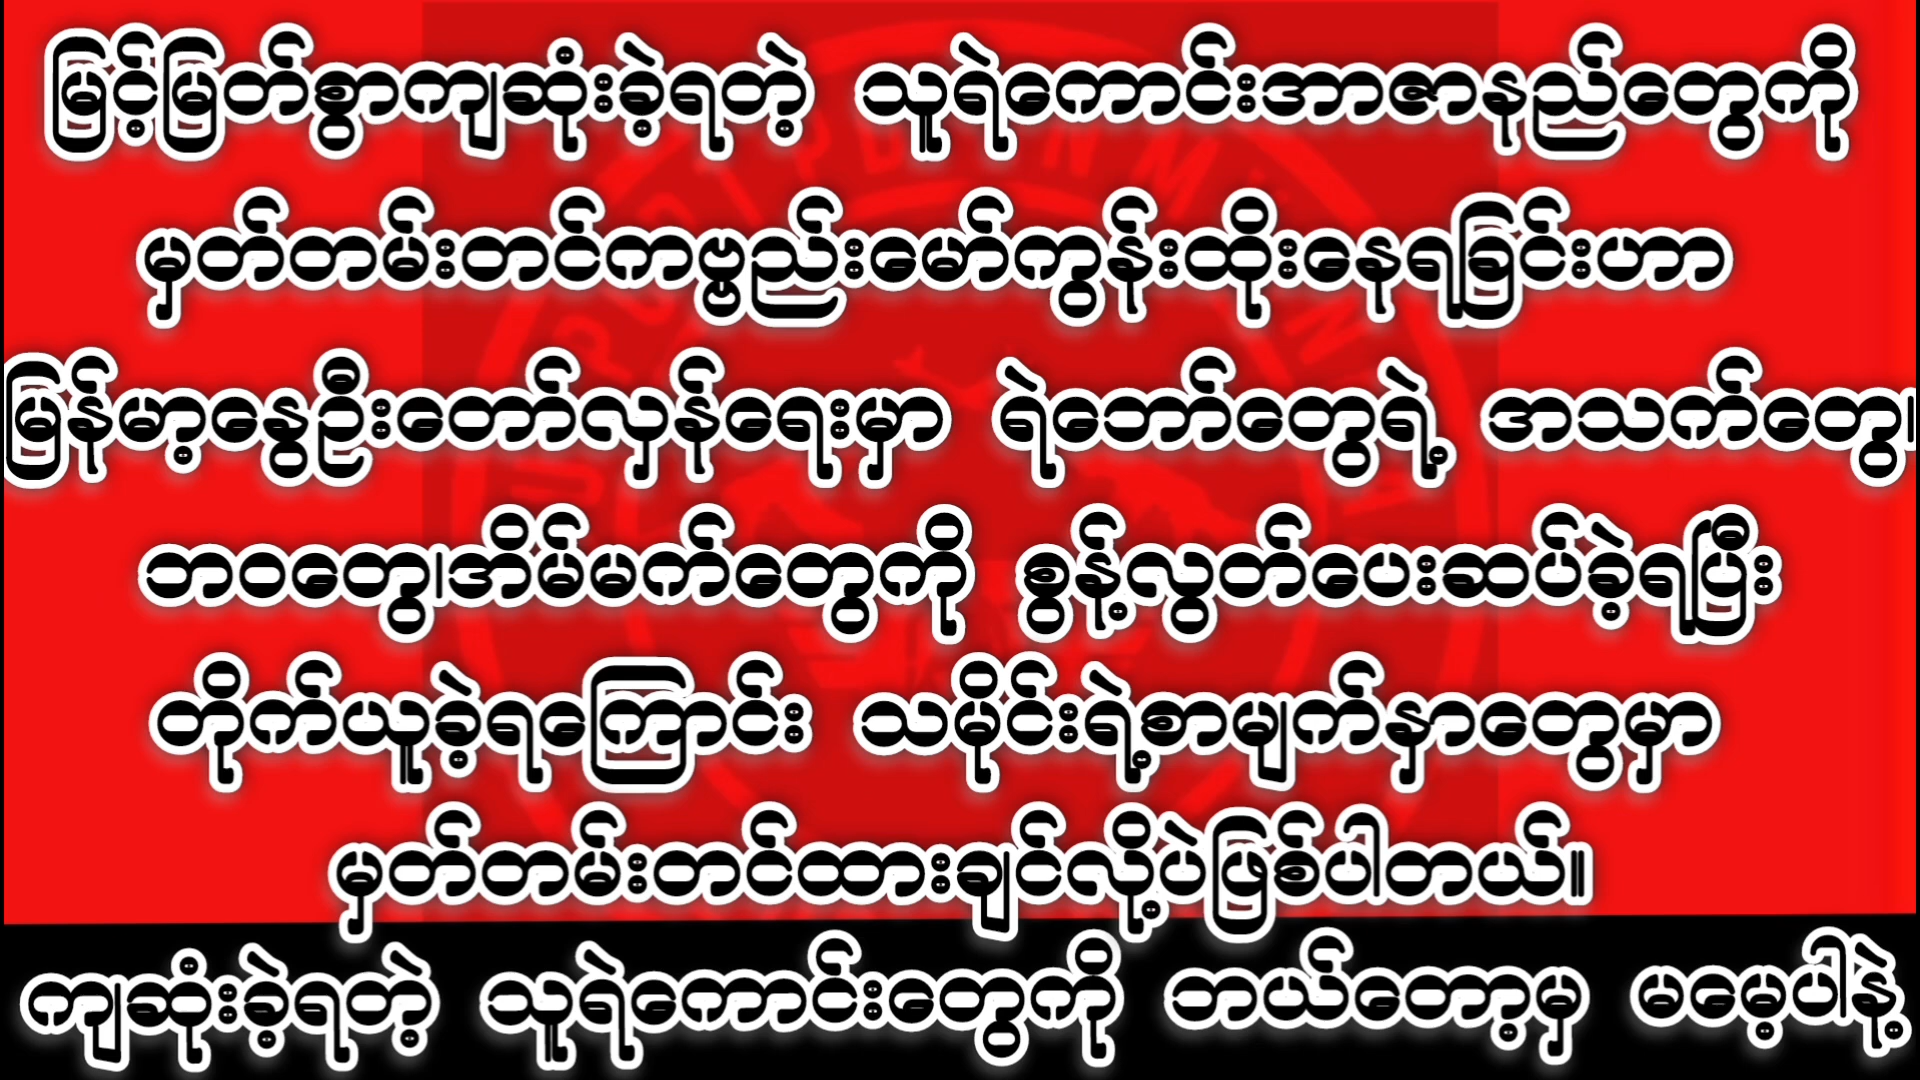 မြင့်မြတ်စွာကျဆုံးခဲ့ရတဲ့ သူရဲကောင်းအာဇာနည်တွေကို
မှတ်တမ်းတင်ကဗ္ဗည်းမော်ကွန်းထိုးနေရခြင်းဟာ
မြန်မာ့နွေဦးတော်လှန်ရေးမှာ ရဲဘော်တွေရဲ့ အသက်တွေ၊
ဘဝတွေ၊အိမ်မက်တွေကို စွန့်လွတ်ပေးဆပ်ခဲ့ရပြီး
တိုက်ယူခဲ့ရကြောင်း သမိုင်းရဲ့စာမျက်နှာတွေမှာ
မှတ်တမ်းတင်ထားချင်လို့ပဲဖြစ်ပါတယ်။
ကျဆုံးခဲ့ရတဲ့ သူရဲကောင်းတွေကို ဘယ်တော့မှ မမေ့ပါနဲ့